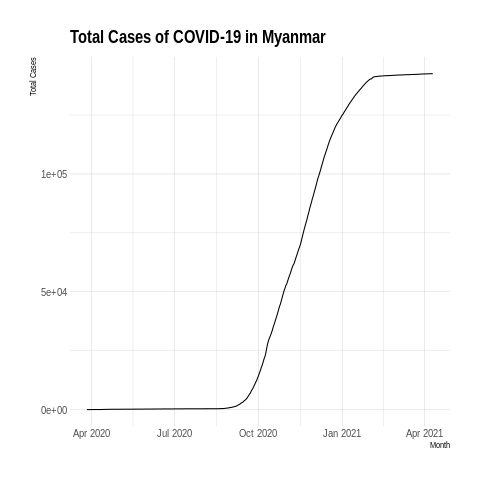 Total Cases of COVID-19 in Myanmar
Total Cases
1e+05
5e+04
0e+00
Apr 2020 Jul 2020 Oct 2020 Jan 2021 Apr 2021
Month